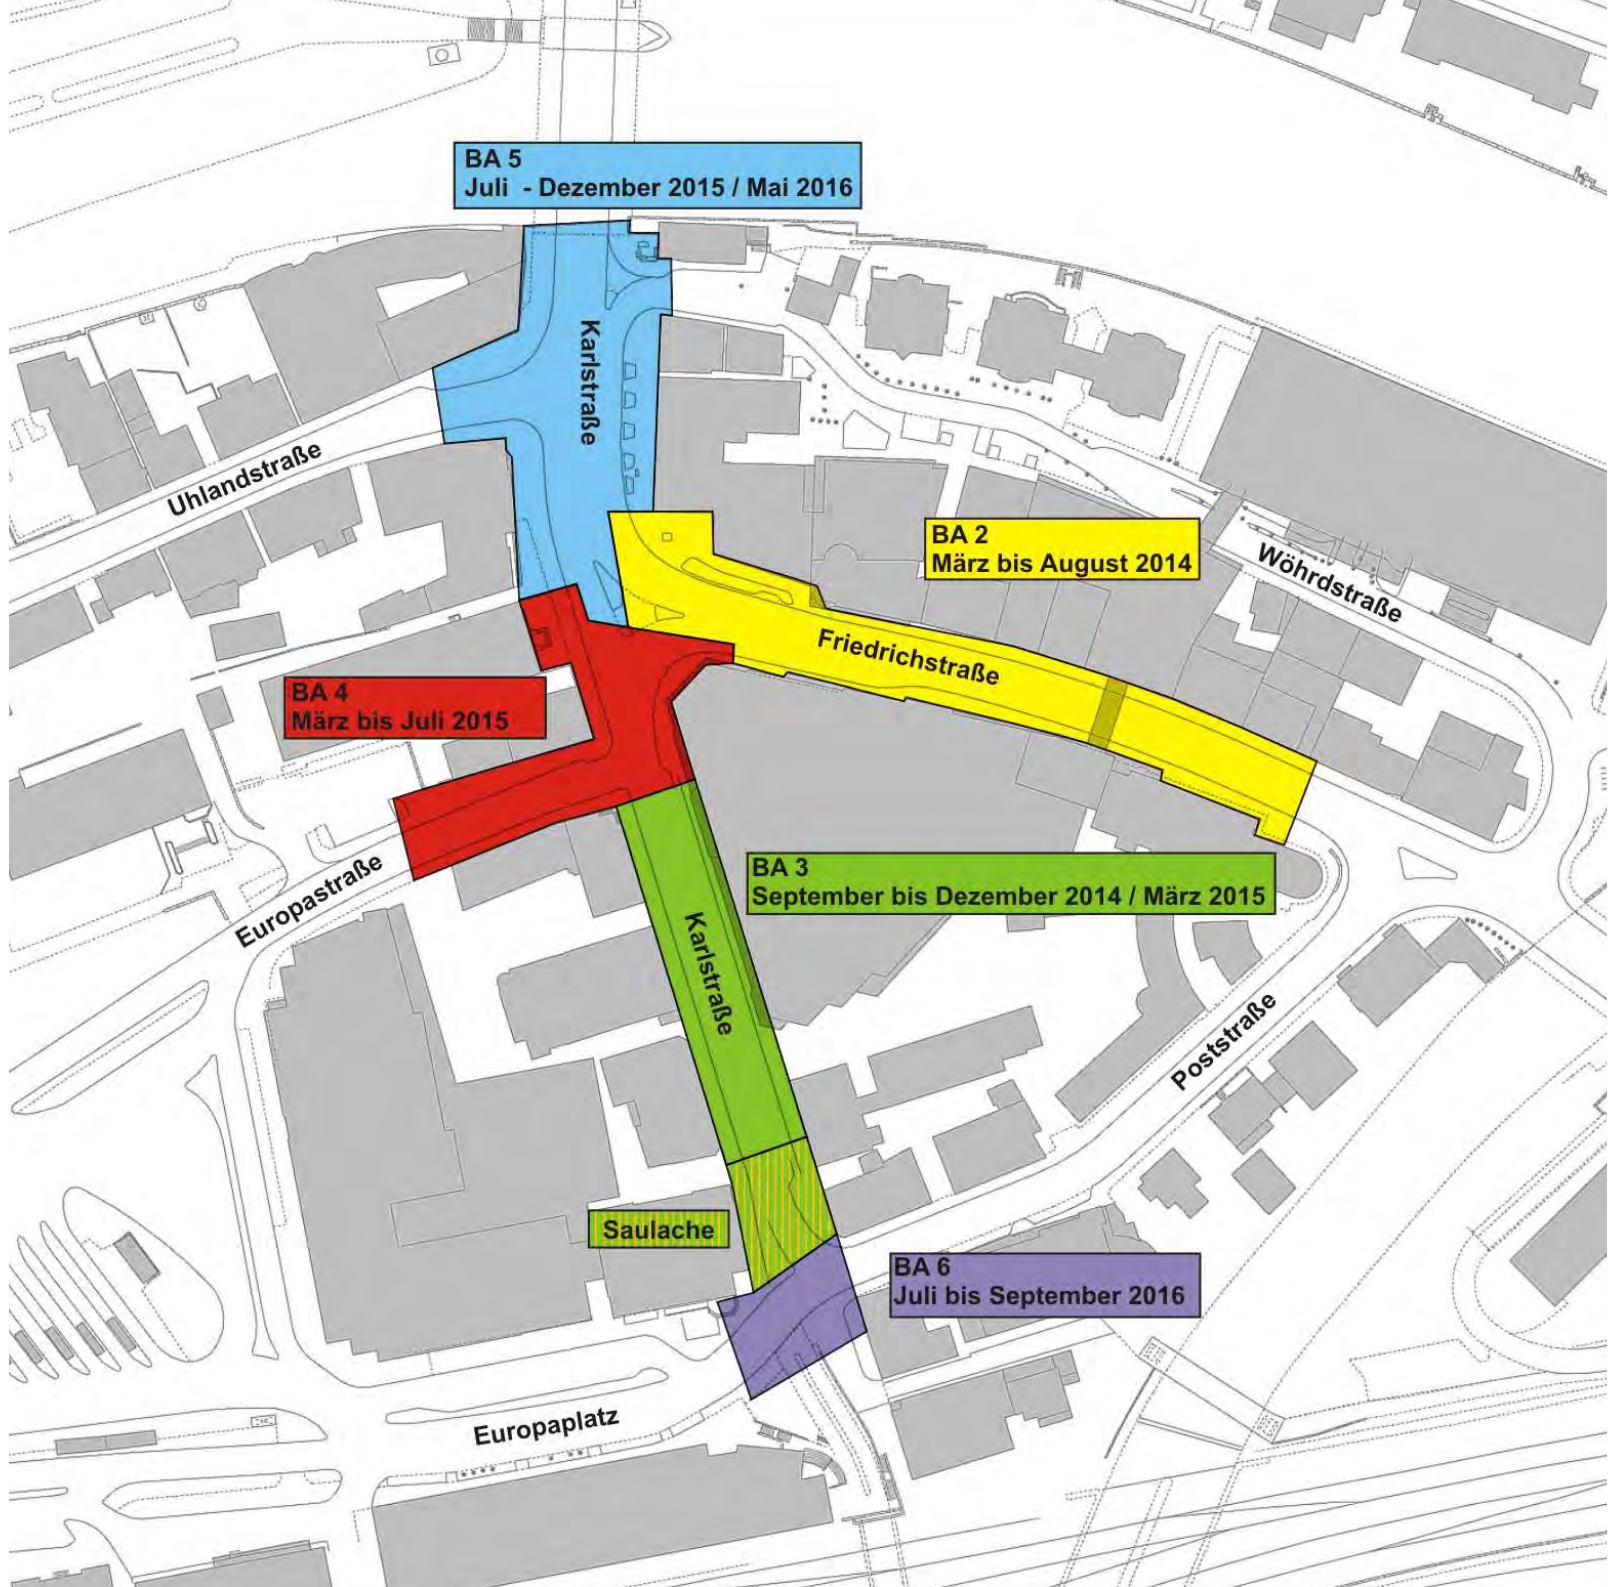 BA 5
Juli - Dezember 2015 / Mai 2016
Karlstraße
Uhlandstraße
BA 2
März bis August 2014
Wöhrdstraße
Friedrichstraße
BA 4
März bis Juli 2015
BA 3
September bis Dezember 2014 / März 2015
Europastraße
Karlstraße
Poststraße
Saulache
BA 6
Juli bis September 2016
Europaplatz